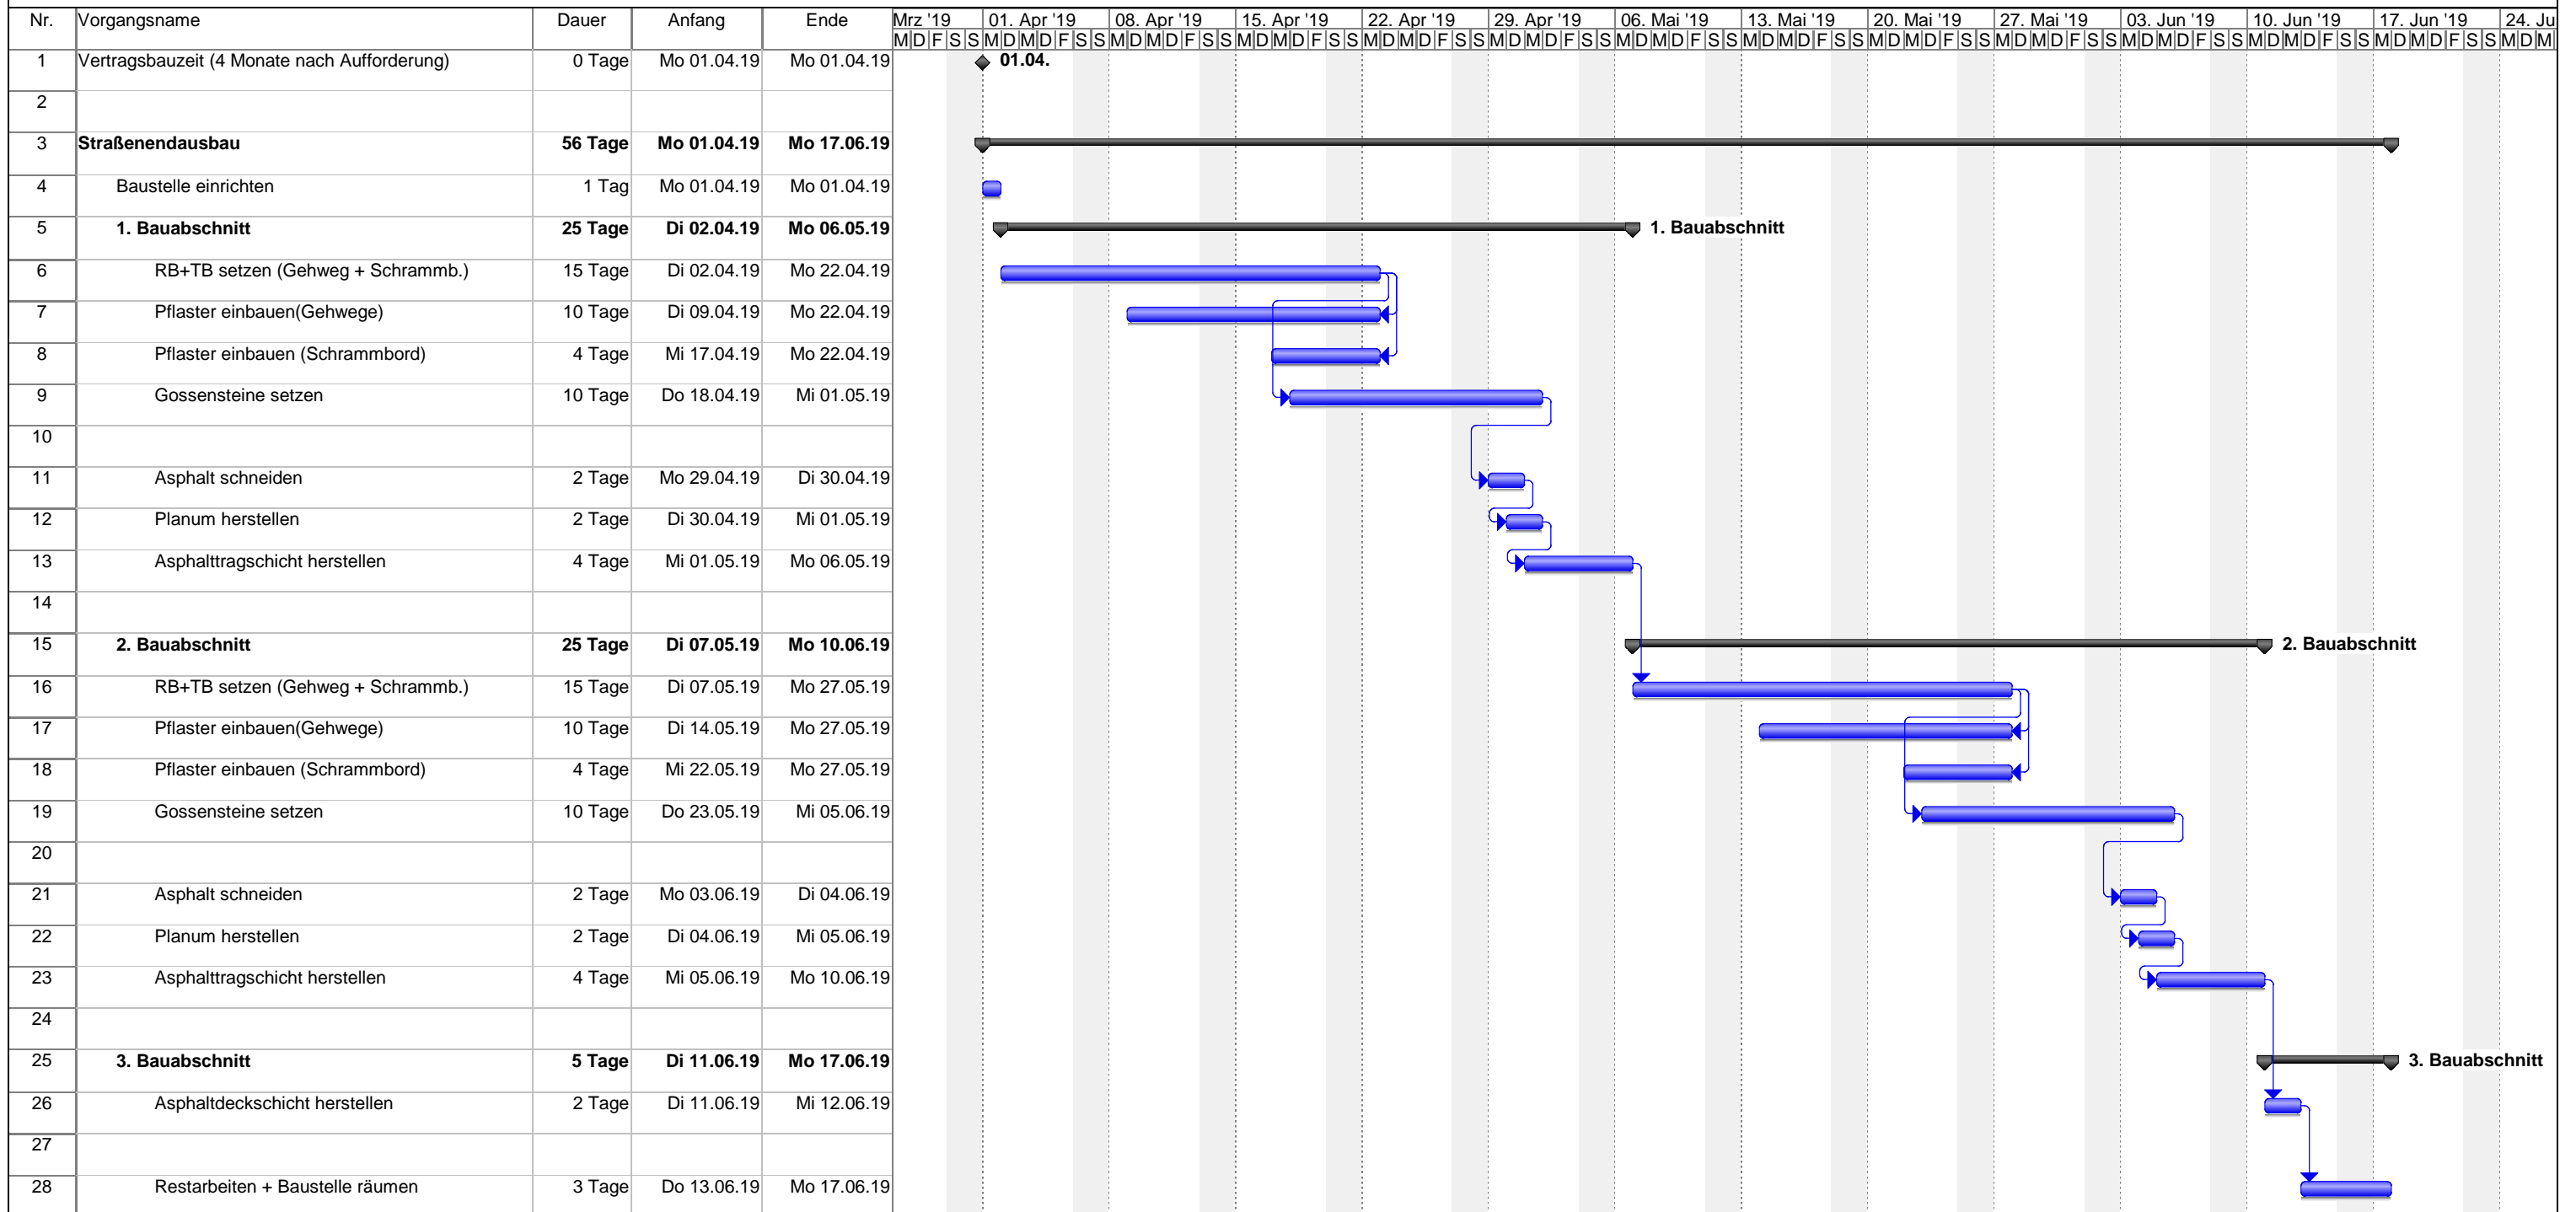 Nr. Vorgangsname Dauer Anfang Ende Mrz '19 01. Apr '19 08. Apr '19 15. Apr '19 22. Apr '19 29. Apr '19 06. Mai '19 13. Mai '19 20. Mai '19 27. Mai '19 03. Jun '19 10. Jun '19 17. Jun '19 24. Ju
M D F S S M D M D F S S M D M D F S S M D M D F S S M D M D F S S M D M D F S S M D M D F S S M D M D F S S M D M D F S S M D M D F S S M D M D F S S M D M D F S S M D M D F S S M D M
1 Vertragsbauzeit (4 Monate nach Aufforderung) 0 Tage Mo 01.04.19 Mo 01.04.19 01.04.
2
3 Straßenendausbau 56 Tage Mo 01.04.19 Mo 17.06.19
4 Baustelle einrichten 1 Tag Mo 01.04.19 Mo 01.04.19
5 1. Bauabschnitt 25 Tage Di 02.04.19 Mo 06.05.19 1. Bauabschnitt
6 RB+TB setzen (Gehweg + Schrammb.) 15 Tage Di 02.04.19 Mo 22.04.19
7 Pflaster einbauen(Gehwege) 10 Tage Di 09.04.19 Mo 22.04.19
8 Pflaster einbauen (Schrammbord) 4 Tage Mi 17.04.19 Mo 22.04.19
9 Gossensteine setzen 10 Tage Do 18.04.19 Mi 01.05.19
10
11 Asphalt schneiden 2 Tage Mo 29.04.19 Di 30.04.19
12 Planum herstellen 2 Tage Di 30.04.19 Mi 01.05.19
13 Asphalttragschicht herstellen 4 Tage Mi 01.05.19 Mo 06.05.19
14
15 2. Bauabschnitt 25 Tage Di 07.05.19 Mo 10.06.19 2. Bauabschnitt
16 RB+TB setzen (Gehweg + Schrammb.) 15 Tage Di 07.05.19 Mo 27.05.19
17 Pflaster einbauen(Gehwege) 10 Tage Di 14.05.19 Mo 27.05.19
18 Pflaster einbauen (Schrammbord) 4 Tage Mi 22.05.19 Mo 27.05.19
19 Gossensteine setzen 10 Tage Do 23.05.19 Mi 05.06.19
20
21 Asphalt schneiden 2 Tage Mo 03.06.19 Di 04.06.19
22 Planum herstellen 2 Tage Di 04.06.19 Mi 05.06.19
23 Asphalttragschicht herstellen 4 Tage Mi 05.06.19 Mo 10.06.19
24
25 3. Bauabschnitt 5 Tage Di 11.06.19 Mo 17.06.19 3. Bauabschnitt
26 Asphaltdeckschicht herstellen 2 Tage Di 11.06.19 Mi 12.06.19
27
28 Restarbeiten + Baustelle räumen 3 Tage Do 13.06.19 Mo 17.06.19